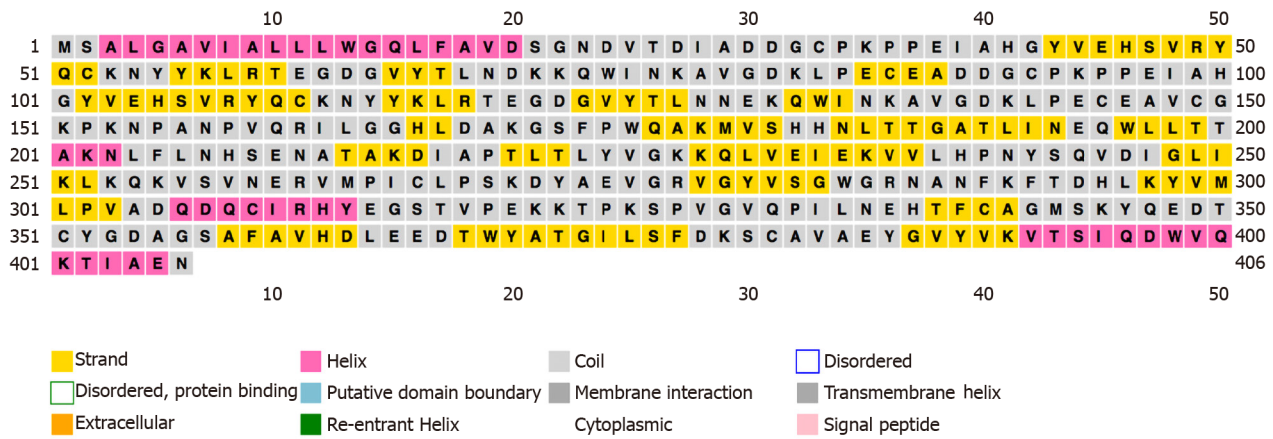 10 20 30 40 50
1 M S A L G A V I A L L L W G Q L F A V D S G N D V T D I A D D G C P K P P E I A H G Y V E H S V R Y 50
51 Q C K N Y Y K L R T E G D G V Y T L N D K K Q W I N K A V G D K L P E C E A D D G C P K P P E I A H 100
101 G Y V E H S V R Y Q C K N Y Y K L R T E G D G V Y T L N N E K Q W I N K A V G D K L P E C E A V C G 150
151 K P K N P A N P V Q R I L G G H L D A K G S F P W Q A K M V S H H N L T T G A T L I N E Q W L L T T 200
201 A K N L F L N H S E N A T A K D I A P T L T L Y V G K K Q L V E I E K V V L H P N Y S Q V D I G L I 250
251 K L K Q K V S V N E R V M P I C L P S K D Y A E V G R V G Y V S G W G R N A N F K F T D H L K Y V M 300
301 L P V A D Q D Q C I R H Y E G S T V P E K K T P K S P V G V Q P I L N E H T F C A G M S K Y Q E D T 350
351 C Y G D A G S A F A V H D L E E D T W Y A T G I L S F D K S C A V A E Y G V Y V K V T S I Q D W V Q 400
401 K T I A E N 406
10 20 30 40 50
Strand Helix Coil Disordered
Disordered, protein binding Putative domain boundary Membrane interaction Transmembrane helix
Extracellular Re-entrant Helix Cytoplasmic Signal peptide